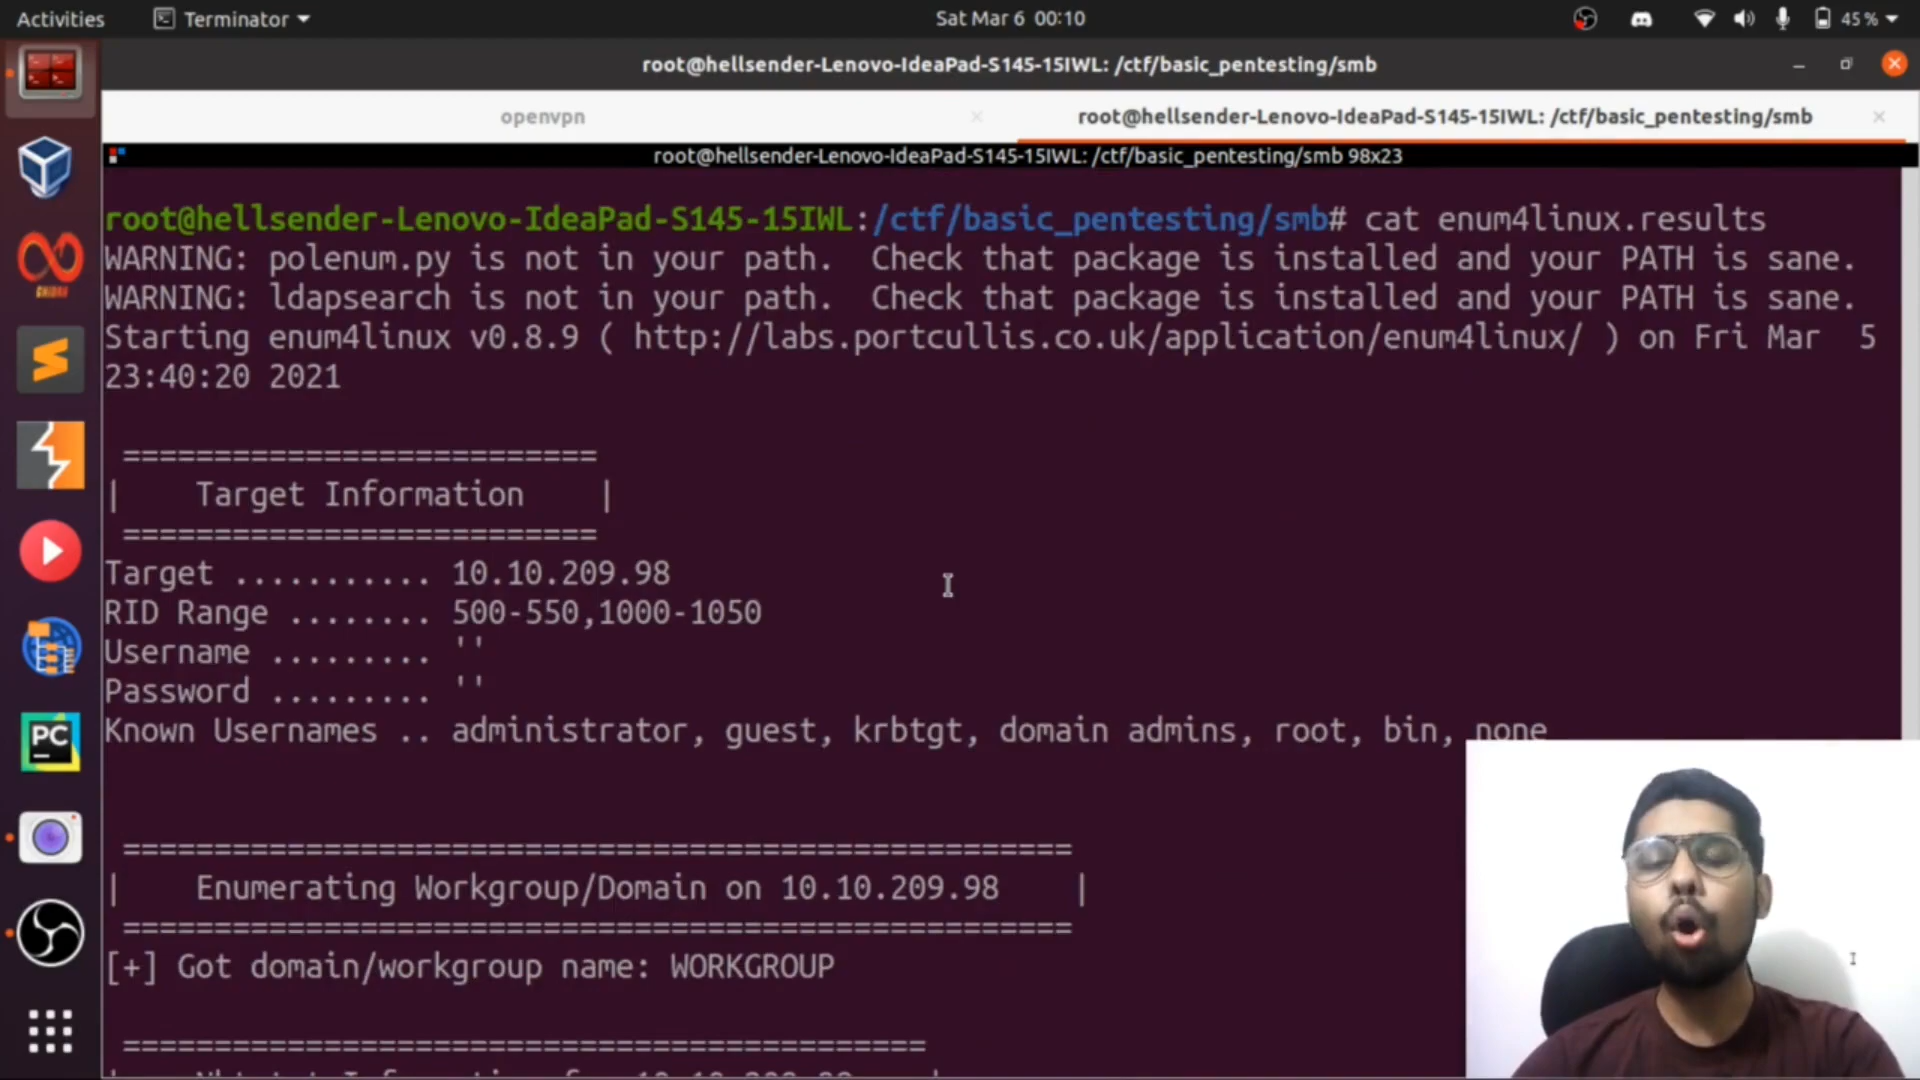 Activities Terminator Sat Mar 6 00:10 45 %
root@hellsender-Lenovo-IdeaPad-S145-15IWL: /ctf/basic_pentesting/smb
openvpn root@hellsender-Lenovo-IdeaPad-S145-15IWL: /ctf/basic_pentesting/smb
root@hellsender-Lenovo-IdeaPad-S145-15IWL: /ctf/basic_pentesting/smb 98x23
root@hellsender-Lenovo-IdeaPad-S145-15IWL:/ctf/basic_pentesting/smb# cat enum4linux.results
WARNING: polenum.py is not in your path.  Check that package is installed and your PATH is sane.
WARNING: ldapsearch is not in your path.  Check that package is installed and your PATH is sane.
Starting enum4linux v0.8.9 ( http://labs.portcullis.co.uk/application/enum4linux/ ) on Fri Mar  5
23:40:20 2021
==========================
|    Target Information    |
==========================
Target ........... 10.10.209.98
RID Range ........ 500-550,1000-1050
Username ......... ''
Password ......... ''
Known Usernames .. administrator, guest, krbtgt, domain admins, root, bin, none
====================================================
|    Enumerating Workgroup/Domain on 10.10.209.98    |
====================================================
[+] Got domain/workgroup name: WORKGROUP
============================================
GHIDRA
PC